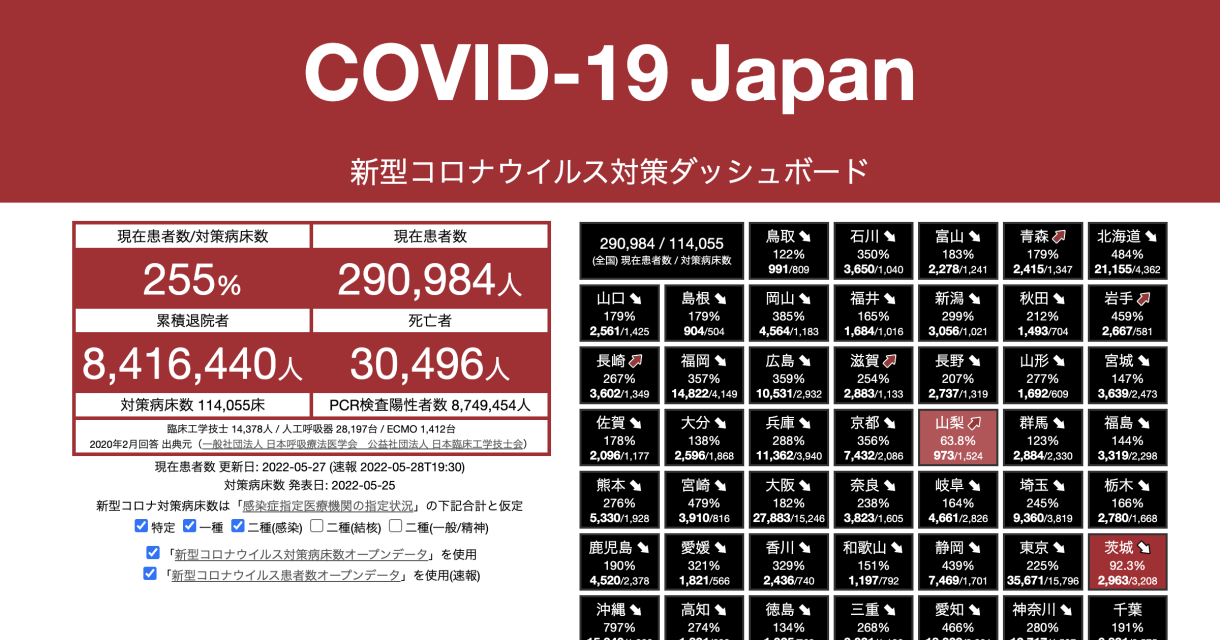 COVID-19 Japan
新型コロナウイルス対策ダッシュボード
現在患者数/対策病床数
現在患者数
255%
290,984人
累積退院者
死亡者
8,416,440人
30,496人
対策病床数 114,055床
PCR検査陽性者数 8,749,454人
臨床工学技士 14,378人 / 人工呼吸器 28,197台 / ECMO 1,412台
2020年2月回答 出典元（一般社団法人 日本呼吸療法医学会　公益社団法人 日本臨床工学技士会）
現在患者数 更新日: 2022-05-27 (速報 2022-05-28T19:30)
対策病床数 発表日: 2022-05-25
新型コロナ対策病床数は「感染症指定医療機関の指定状況」の下記合計と仮定
特定 一種 二種(感染) 二種(結核) 二種(一般/精神)
「新型コロナウイルス対策病床数オープンデータ」を使用
「新型コロナウイルス患者数オープンデータ」を使用(速報)
290,984 / 114,055
(全国) 現在患者数 / 対策病床数
鳥取
122%
991/809
石川
350%
3,650/1,040
富山
183%
2,278/1,241
青森
179%
2,415/1,347
北海道
484%
21,155/4,362
山口
179%
2,561/1,425
島根
179%
904/504
岡山
385%
4,564/1,183
福井
165%
1,684/1,016
新潟
299%
3,056/1,021
秋田
212%
1,493/704
岩手
459%
2,667/581
長崎
267%
3,602/1,349
福岡
357%
14,822/4,149
広島
359%
10,531/2,932
滋賀
254%
2,883/1,133
長野
207%
2,737/1,319
山形
277%
1,692/609
宮城
147%
3,639/2,473
佐賀
178%
2,096/1,177
大分
138%
2,596/1,868
兵庫
288%
11,362/3,940
京都
356%
7,432/2,086
山梨
63.8%
973/1,524
群馬
123%
2,884/2,330
福島
144%
3,319/2,298
熊本
276%
5,330/1,928
宮崎
479%
3,910/816
大阪
182%
27,883/15,246
奈良
238%
3,823/1,605
岐阜
164%
4,661/2,826
埼玉
245%
9,360/3,819
栃木
166%
2,780/1,668
鹿児島
190%
4,520/2,378
愛媛
321%
1,821/566
香川
329%
2,436/740
和歌山
151%
1,197/792
静岡
439%
7,469/1,701
東京
225%
35,671/15,796
茨城
92.3%
2,963/3,208
沖縄
797%
高知
274%
徳島
134%
三重
268%
愛知
466%
神奈川
280%
千葉
191%